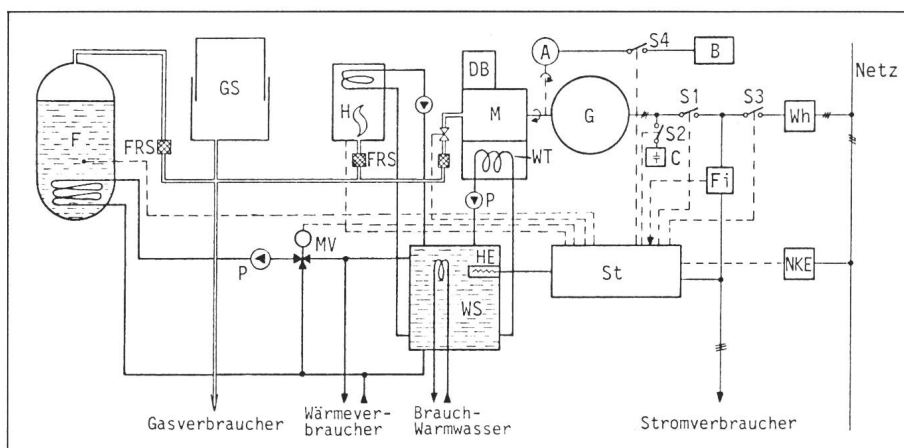 A
S4
B
DB
Netz
GS
S1
S3
H
M
G
Wh
F
FRS
FRS
S2
C
WT
Fi
P
MV
P
HE
WS
St
NKE
Gasverbraucher
Wärmever-
braucher
Brauch-
Warmwasser
Stromverbraucher